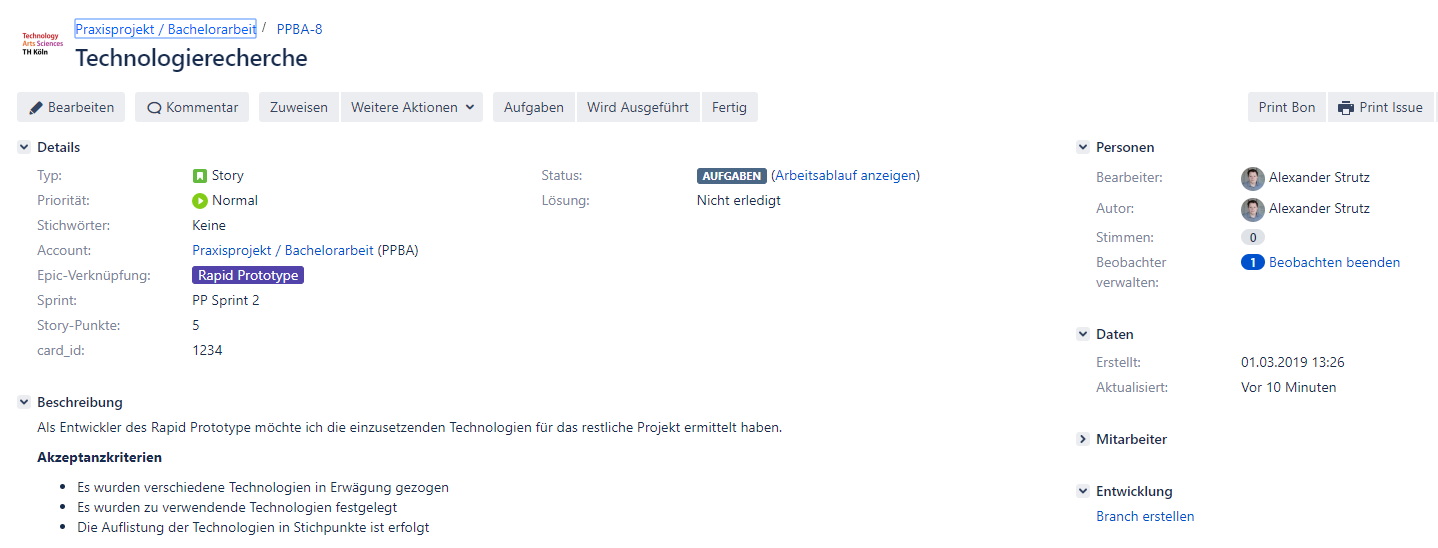 Technology
Arts Sciences
TH Köln
Praxisprojekt / Bachelorarbeit / PPBA-8
Technologierecherche
Bearbeiten Kommentar Zuweisen Weitere Aktionen Aufgaben Wird Ausgeführt Fertig Print Bon Print Issue
Details
Typ: Story
Priorität: Normal
Stichwörter: Keine
Account: Praxisprojekt / Bachelorarbeit (PPBA)
Epic-Verknüpfung: Rapid Prototype
Sprint: PP Sprint 2
Story-Punkte: 5
card_id: 1234
Status: AUFGABEN (Arbeitsablauf anzeigen)
Lösung: Nicht erledigt
Beschreibung
Als Entwickler des Rapid Prototype möchte ich die einzusetzenden Technologien für das restliche Projekt ermittelt haben.
Akzeptanzkriterien
• Es wurden verschiedene Technologien in Erwägung gezogen
• Es wurden zu verwendende Technologien festgelegt
• Die Auflistung der Technologien in Stichpunkte ist erfolgt
Personen
Bearbeiter: Alexander Strutz
Autor: Alexander Strutz
Stimmen: 0
Beobachter 1 Beobachten beenden
verwalten:
Daten
Erstellt: 01.03.2019 13:26
Aktualisiert: Vor 10 Minuten
Mitarbeiter
Entwicklung
Branch erstellen